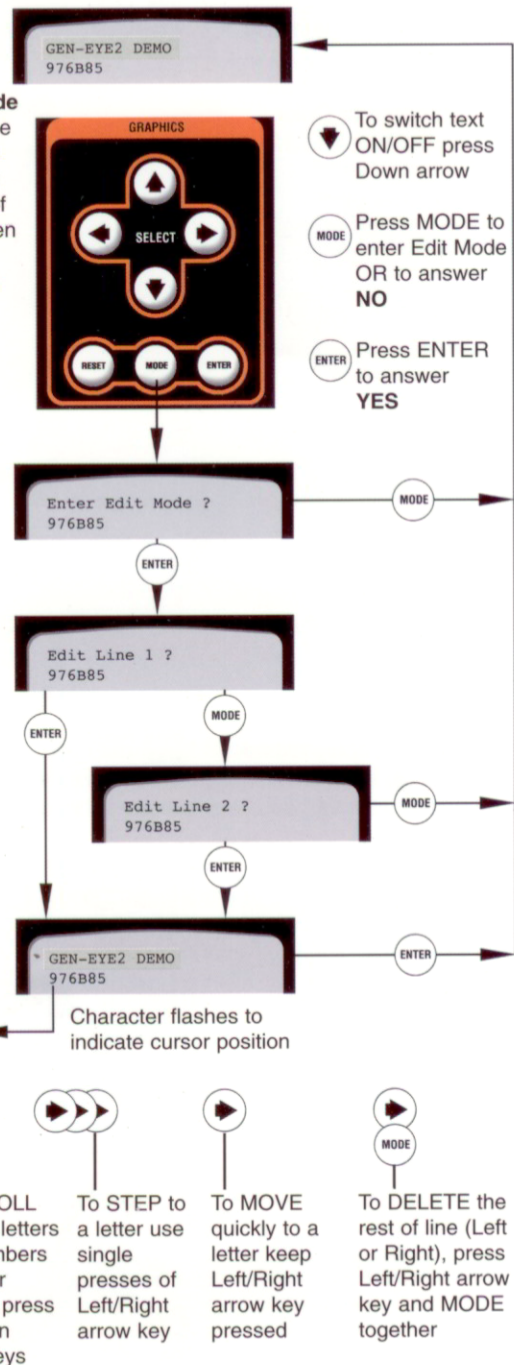 GEN-EYE2 DEMO
976B85
GRAPHICS
SELECT
RESET MODE ENTER
To switch text
ON/OFF press
Down arrow
MODE
Press MODE to
enter Edit Mode
OR to answer
NO
ENTER
Press ENTER
to answer
YES
Enter Edit Mode ?
976B85
MODE
ENTER
Edit Line 1 ?
976B85
ENTER
MODE
Edit Line 2 ?
976B85
MODE
ENTER
GEN-EYE2 DEMO
976B85
ENTER
Character flashes to
indicate cursor position
MODE
letters
press
To STEP to
a letter use
single
presses of
Left/Right
arrow key
To MOVE
quickly to a
letter keep
Left/Right
arrow key
pressed
To DELETE the
rest of line (Left
or Right), press
Left/Right arrow
key and MODE
together